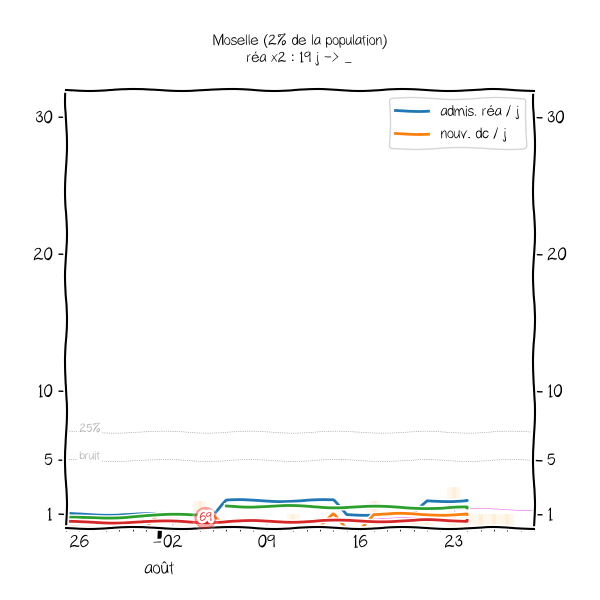 Moselle (2% de la population)
réa x2 : 19 j -> _
admis. réa / j
nouv. dc / j
30
30
20
20
10
10
25%
5
bruit
5
1
69
1
26
-02
09
16
23
août